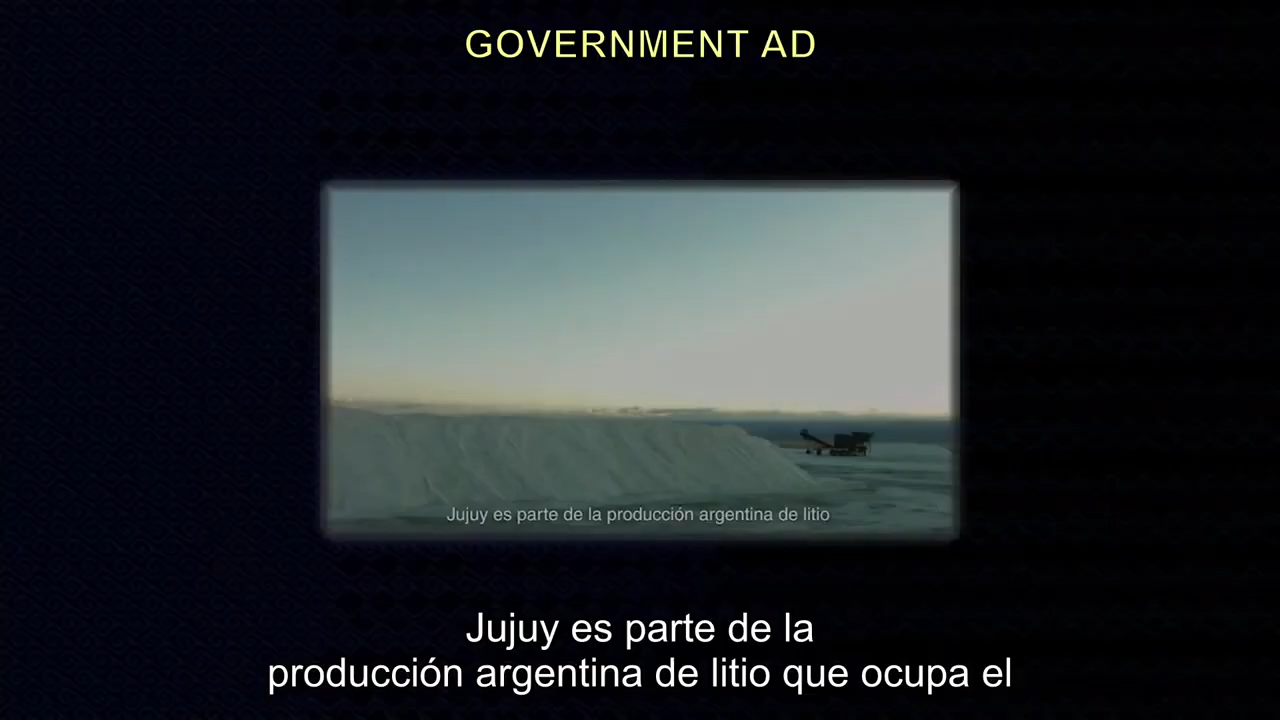 GOVERNMENT AD
Jujuy es parte de la producción argentina de litio
Jujuy es parte de la
producción argentina de litio que ocupa el